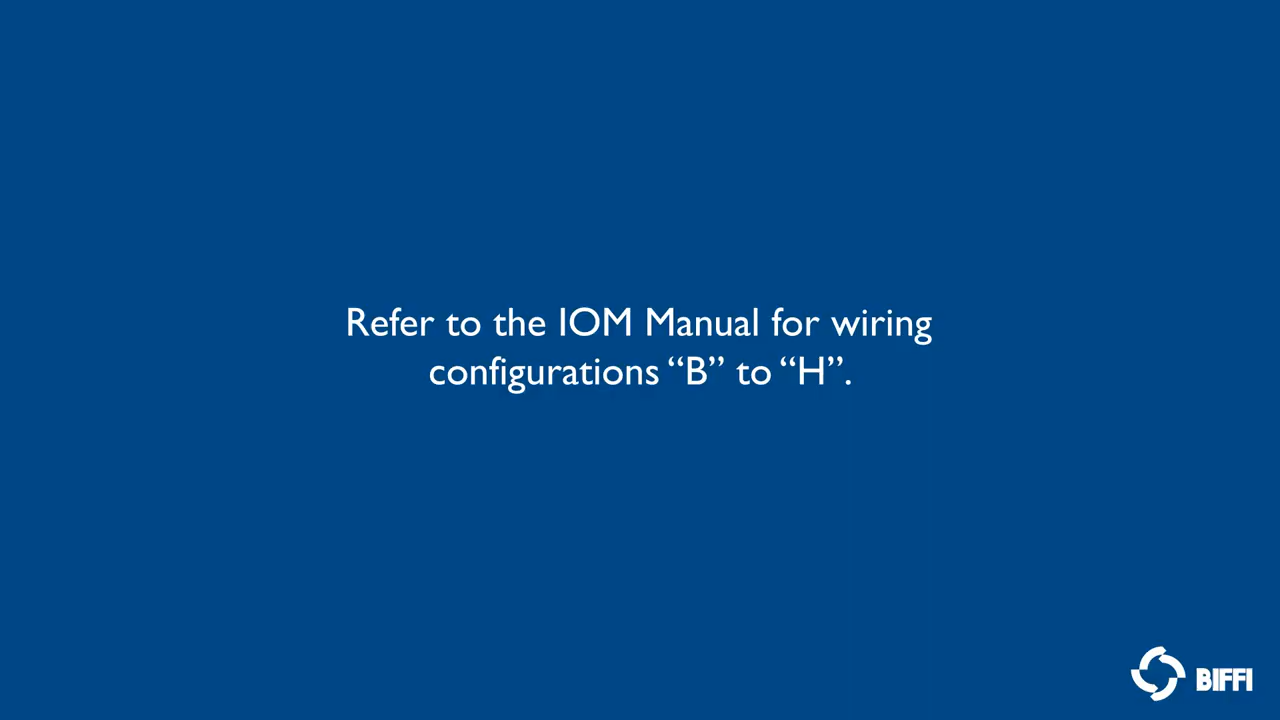 Refer to the IOM Manual for wiring
configurations “B” to “H”.
BIFFI